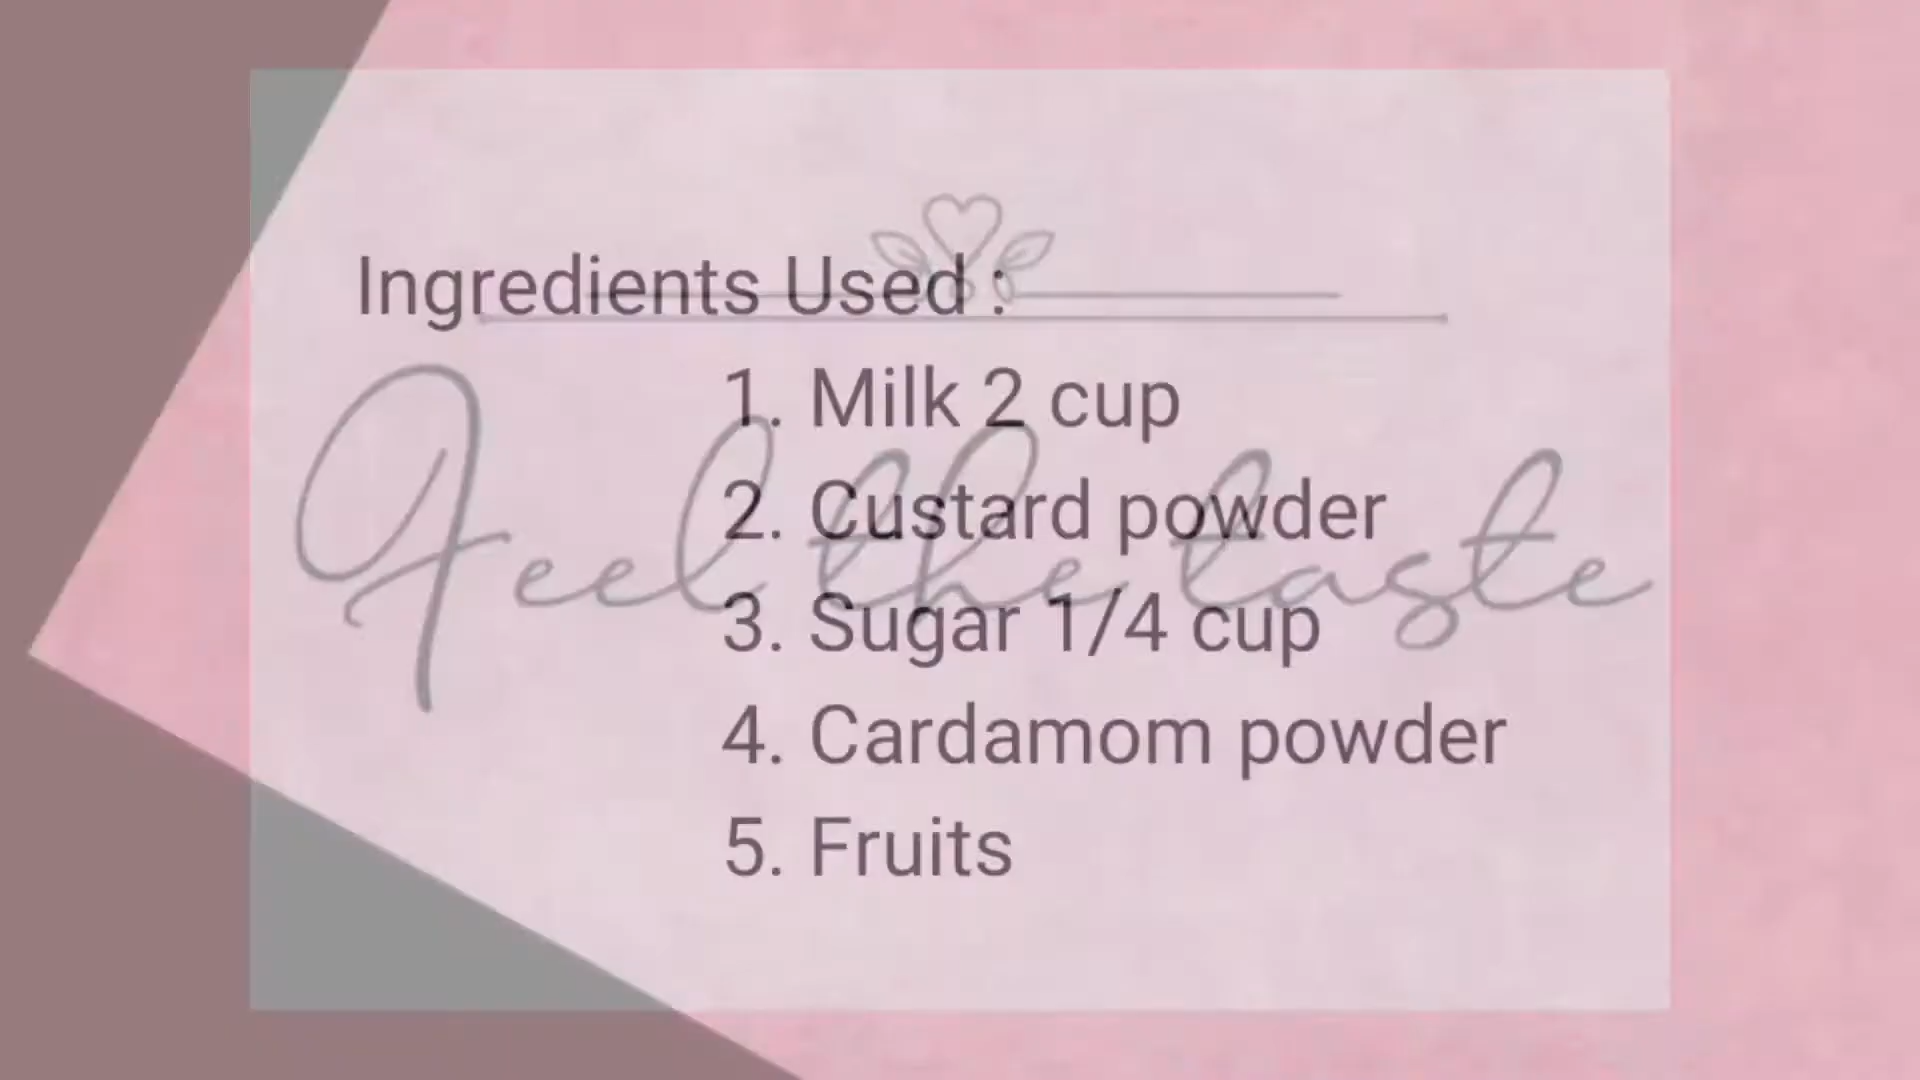 Ingredients Used :
1. Milk 2 cup
2. Custard powder
3. Sugar 1/4 cup
4. Cardamom powder
5. Fruits
Feel the taste